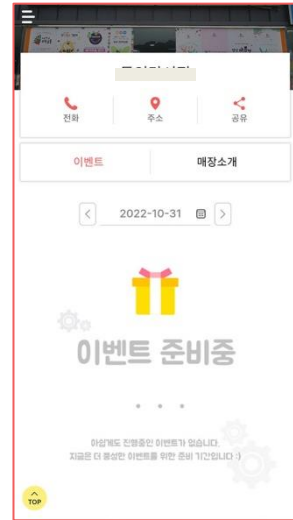 전화
주소
공유
이벤트
매장소개
2022-10-31
이벤트 준비중
아쉽게도 진행중인 이벤트가 없습니다.
지금은 더 풍성한 이벤트를 위한 준비 기간입니다 :)
TOP